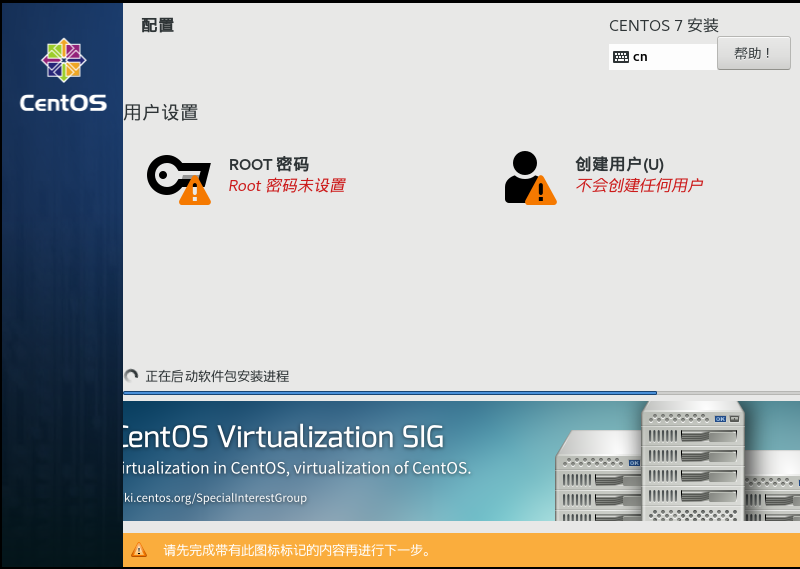 配置
CENTOS 7 安装
cn
帮助！
CentOS
用户设置
ROOT 密码
Root 密码未设置
创建用户(U)
不会创建任何用户
正在启动软件包安装进程
CentOS Virtualization SIG
irtualization in CentOS, virtualization of CentOS.
ki.centos.org/SpecialInterestGroup
OK
OK
请先完成带有此图标标记的内容再进行下一步。